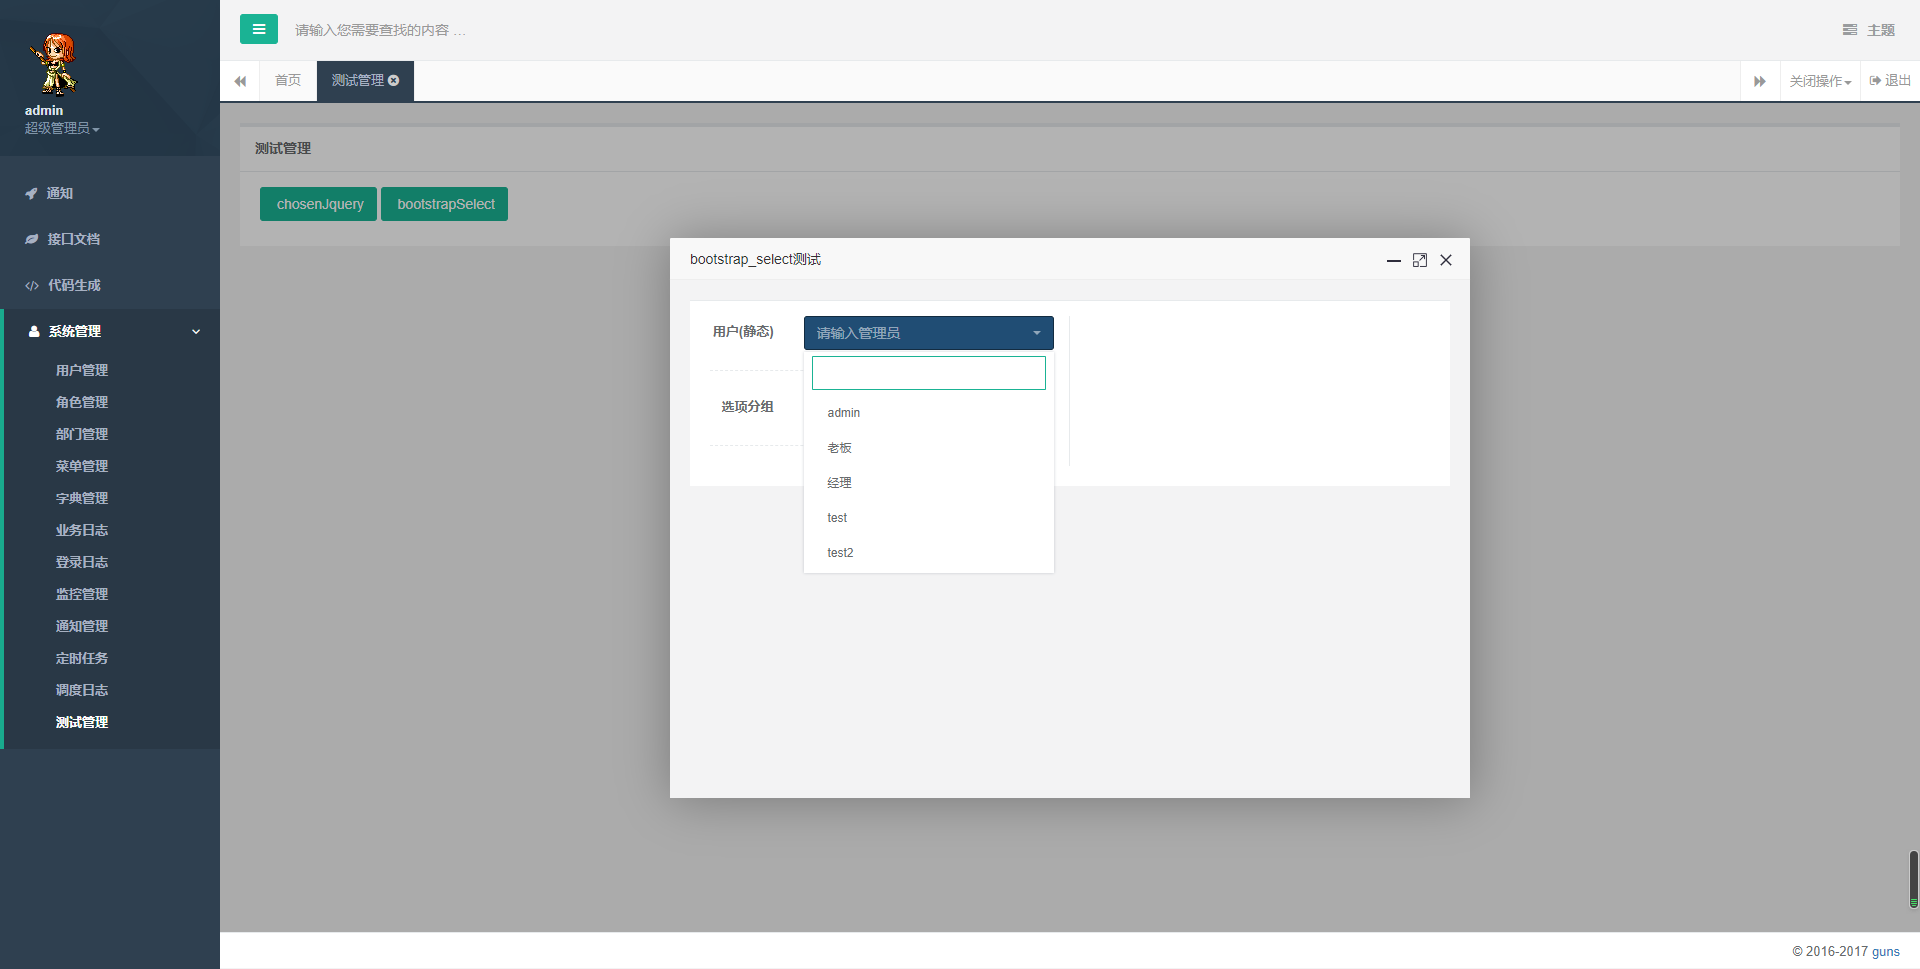 admin
超级管理员
通知
接口文档
代码生成
系统管理
用户管理
角色管理
部门管理
菜单管理
字典管理
业务日志
登录日志
监控管理
通知管理
定时任务
调度日志
测试管理
请输入您需要查找的内容 …
主题
首页
测试管理
关闭操作
退出
测试管理
chosenJquery
bootstrapSelect
bootstrap_select测试
用户(静态)
请输入管理员
选项分组
admin
老板
经理
test
test2
© 2016-2017 guns